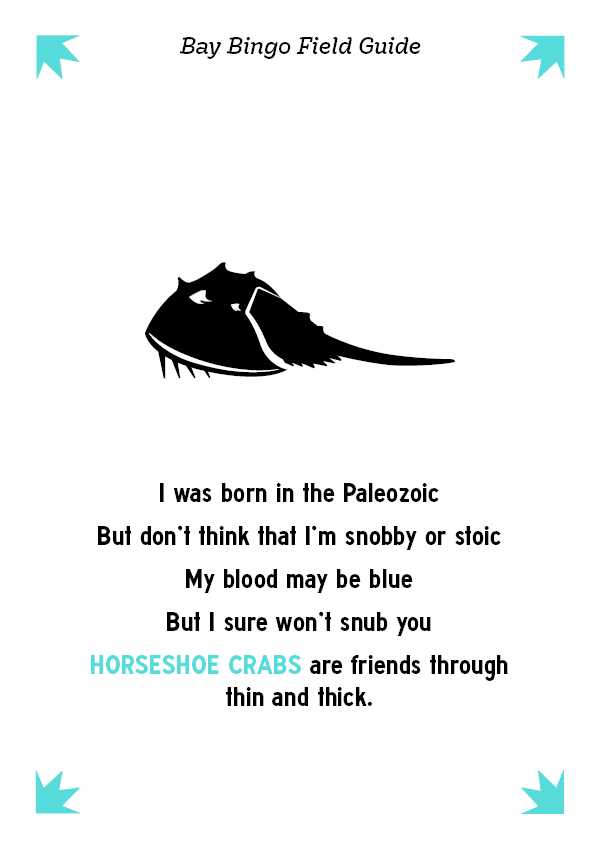 Bay Bingo Field Guide
I was born in the Paleozoic
But don't think that I'm snobby or stoic
My blood may be blue
But I sure won't snub you
HORSESHOE CRABS are friends through
thin and thick.